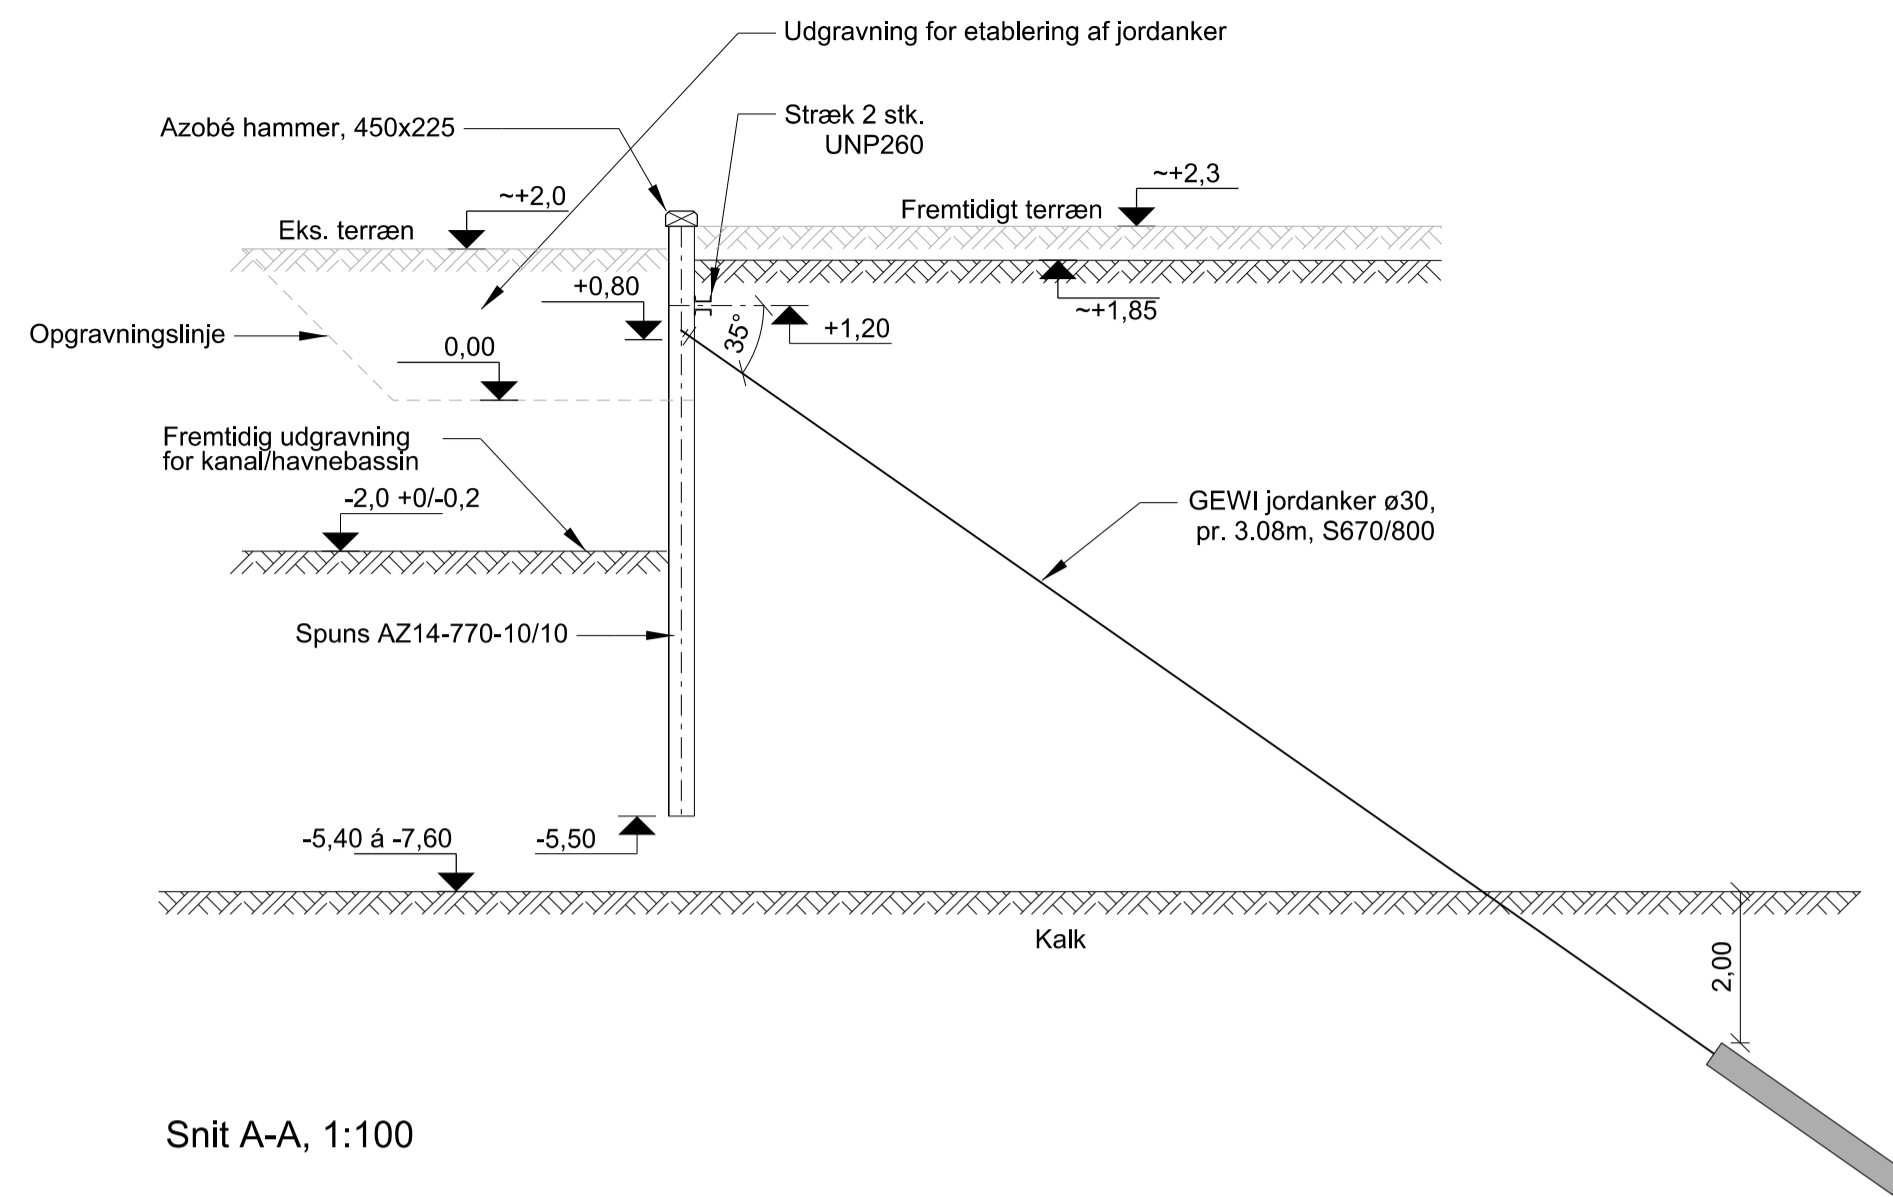 Udgravning for etablering af jordanker
Azobé hammer, 450x225
Stræk 2 stk.
UNP260
~+2,3
~+2,0
Fremtidigt terræn
Eks. terræn
+0,80
~+1,85
Opgravningslinje
35°
+1,20
0,00
Fremtidig udgravning
for kanal/havnebassin
-2,0 +0/-0,2
GEWI jordanker ø30,
pr. 3.08m, S670/800
Spuns AZ14-770-10/10
-5,40 á -7,60
-5,50
Kalk
2,00
Snit A-A, 1:100